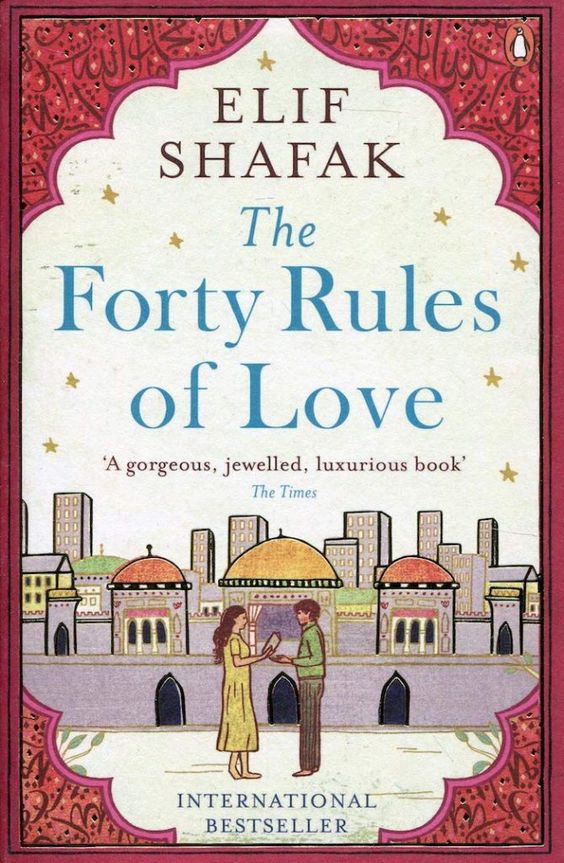 ELIF
SHAFAK
The
Forty Rules
of Love
'A gorgeous, jewelled, luxurious book'
The Times
INTERNATIONAL
BESTSELLER